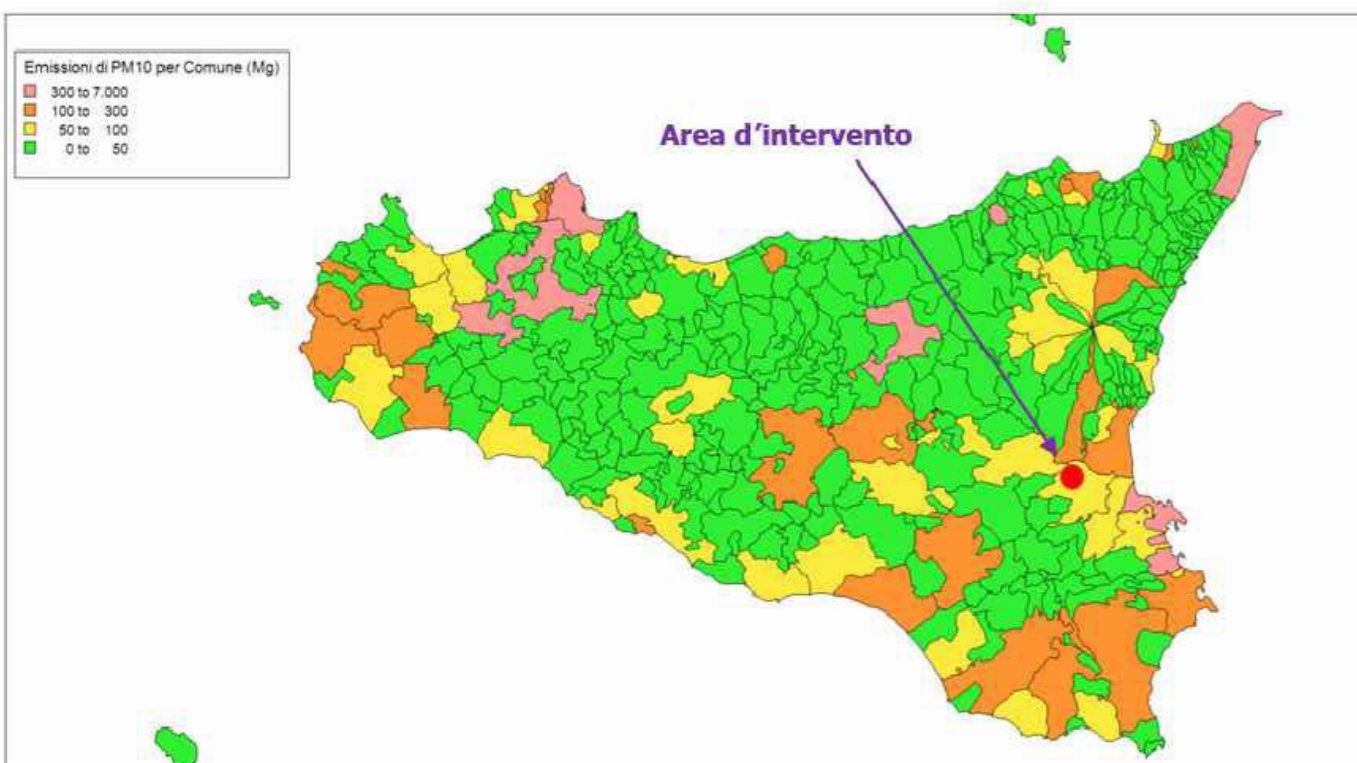 Emissioni di PM10 per Comune (Mg)
300 to 7.000
100 to 300
50 to 100
0 to 50
Area d'intervento